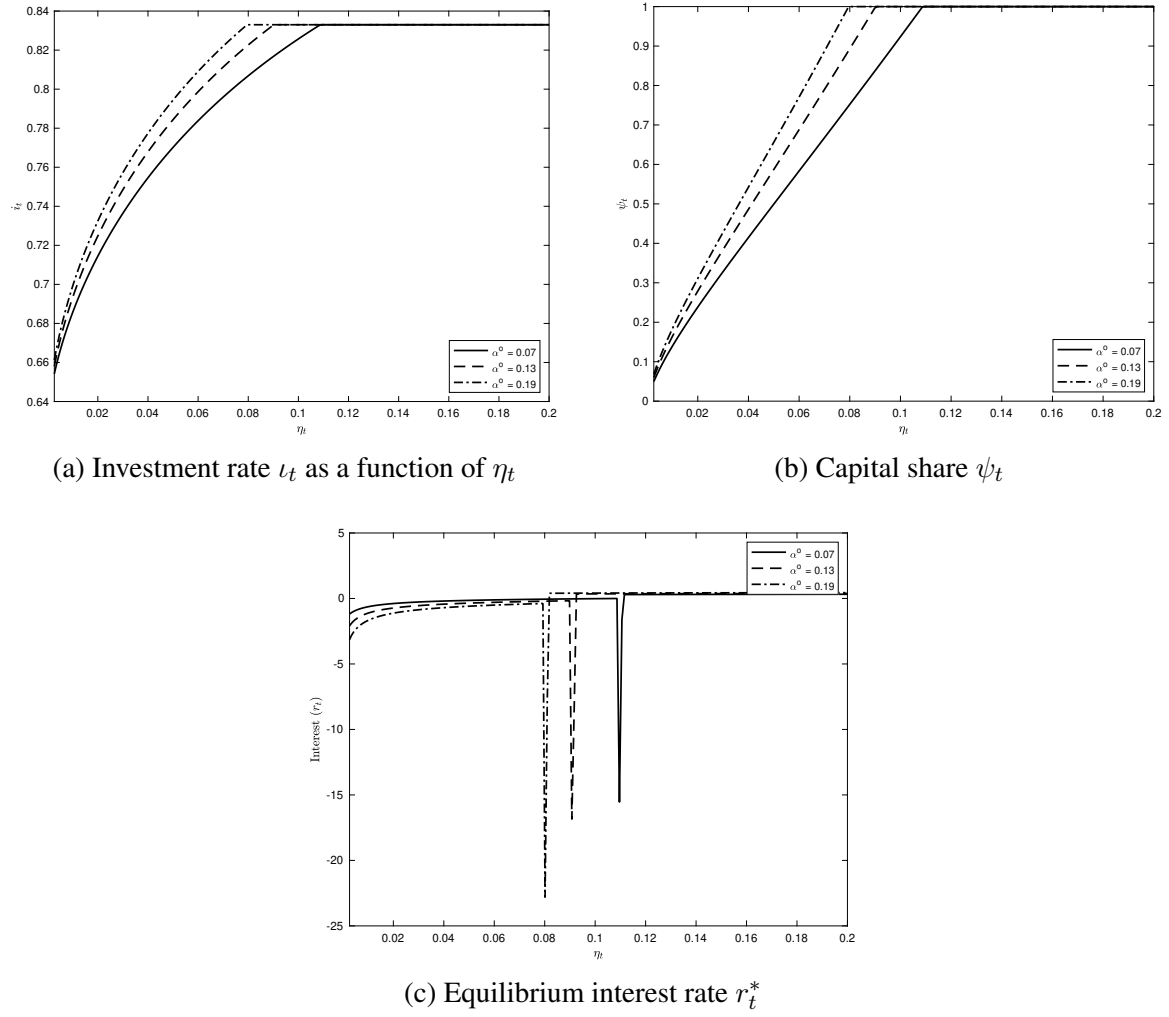 0.84
0.82
0.8
0.78
0.76
0.74
0.72
0.7
0.68
0.66
0.64
i_t
0.02 0.04 0.06 0.08 0.1 0.12 0.14 0.16 0.18 0.2
η_t
α° = 0.07
α° = 0.13
α° = 0.19
(a) Investment rate ι_t as a function of η_t
1
0.9
0.8
0.7
0.6
0.5
0.4
0.3
0.2
0.1
0
ψ_t
0.02 0.04 0.06 0.08 0.1 0.12 0.14 0.16 0.18 0.2
η_t
α° = 0.07
α° = 0.13
α° = 0.19
(b) Capital share ψ_t
5
0
-5
-10
-15
-20
-25
Interest (r_t)
0.02 0.04 0.06 0.08 0.1 0.12 0.14 0.16 0.18 0.2
η_t
α° = 0.07
α° = 0.13
α° = 0.19
(c) Equilibrium interest rate r_t^*